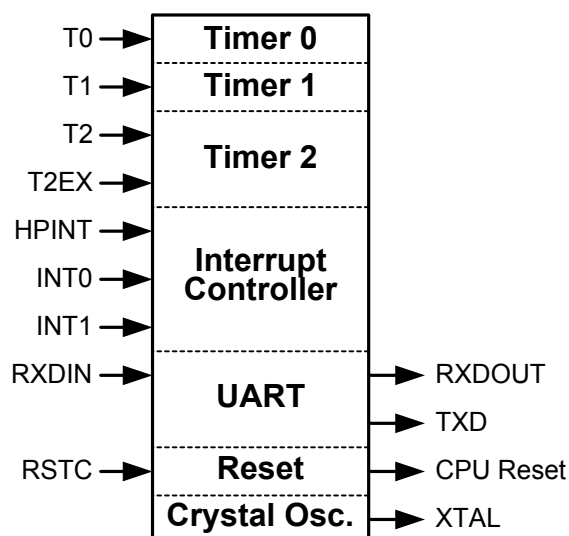 T0
Timer 0
T1
Timer 1
T2
Timer 2
T2EX
HPINT
INT0
Interrupt
Controller
INT1
RXDIN
RXDOUT
UART
TXD
RSTC
Reset
CPU Reset
Crystal Osc.
XTAL